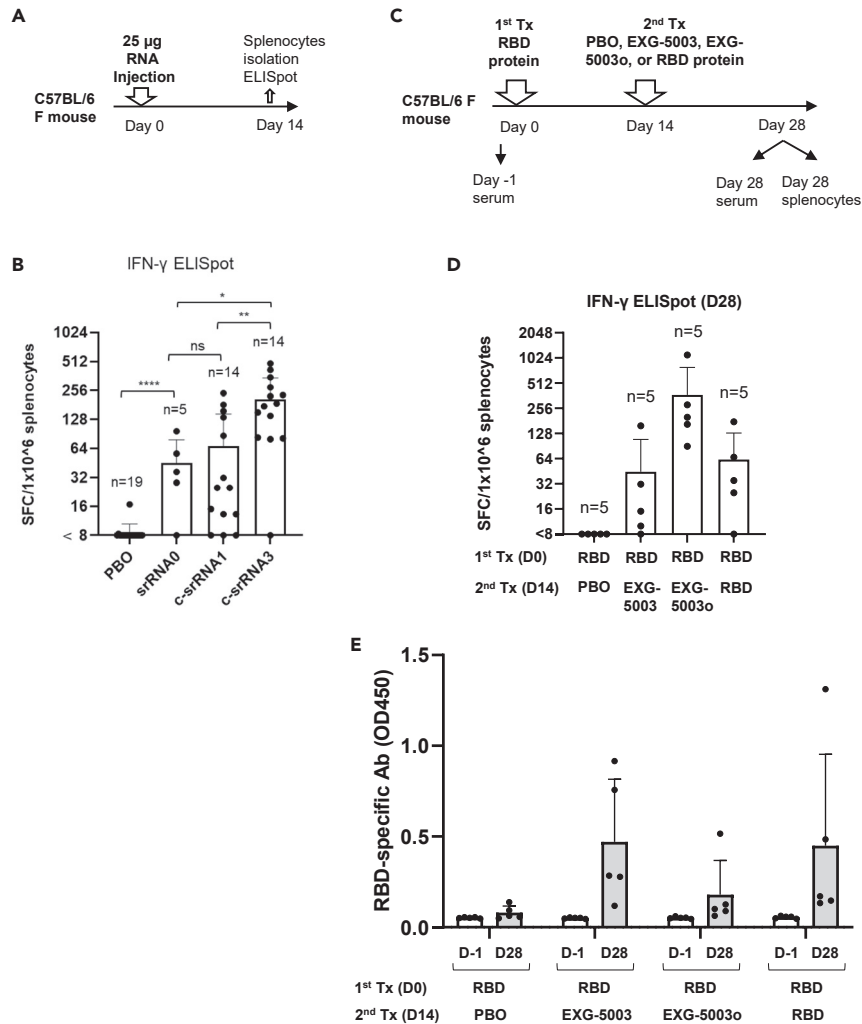 A
25 µg
RNA
Injection
Splenocytes
isolation
ELISpot
C57BL/6
F mouse
Day 0
Day 14
C
1st Tx
RBD
protein
2nd Tx
PBO, EXG-5003, EXG-
5003o, or RBD protein
C57BL/6 F
mouse
Day 0
Day 14
Day 28
Day -1
serum
Day 28
serum
Day 28
splenocytes
B
IFN-γ ELISpot
SFC/1x10^6 splenocytes
1024
512
256
128
64
32
16
< 8
*
**
ns
****
n=19
n=5
n=14
n=14
PBO
srRNA0
c-srRNA1
c-srRNA3
D
IFN-γ ELISpot (D28)
SFC/1x10^6 splenocytes
2048
1024
512
256
128
64
32
16
<8
n=5
n=5
n=5
n=5
1st Tx (D0) RBD RBD RBD RBD
2nd Tx (D14) PBO EXG-5003 EXG-5003o RBD
E
RBD-specific Ab (OD450)
1.5
1.0
0.5
0.0
D-1 D28 D-1 D28 D-1 D28 D-1 D28
1st Tx (D0) RBD RBD RBD RBD
2nd Tx (D14) PBO EXG-5003 EXG-5003o RBD